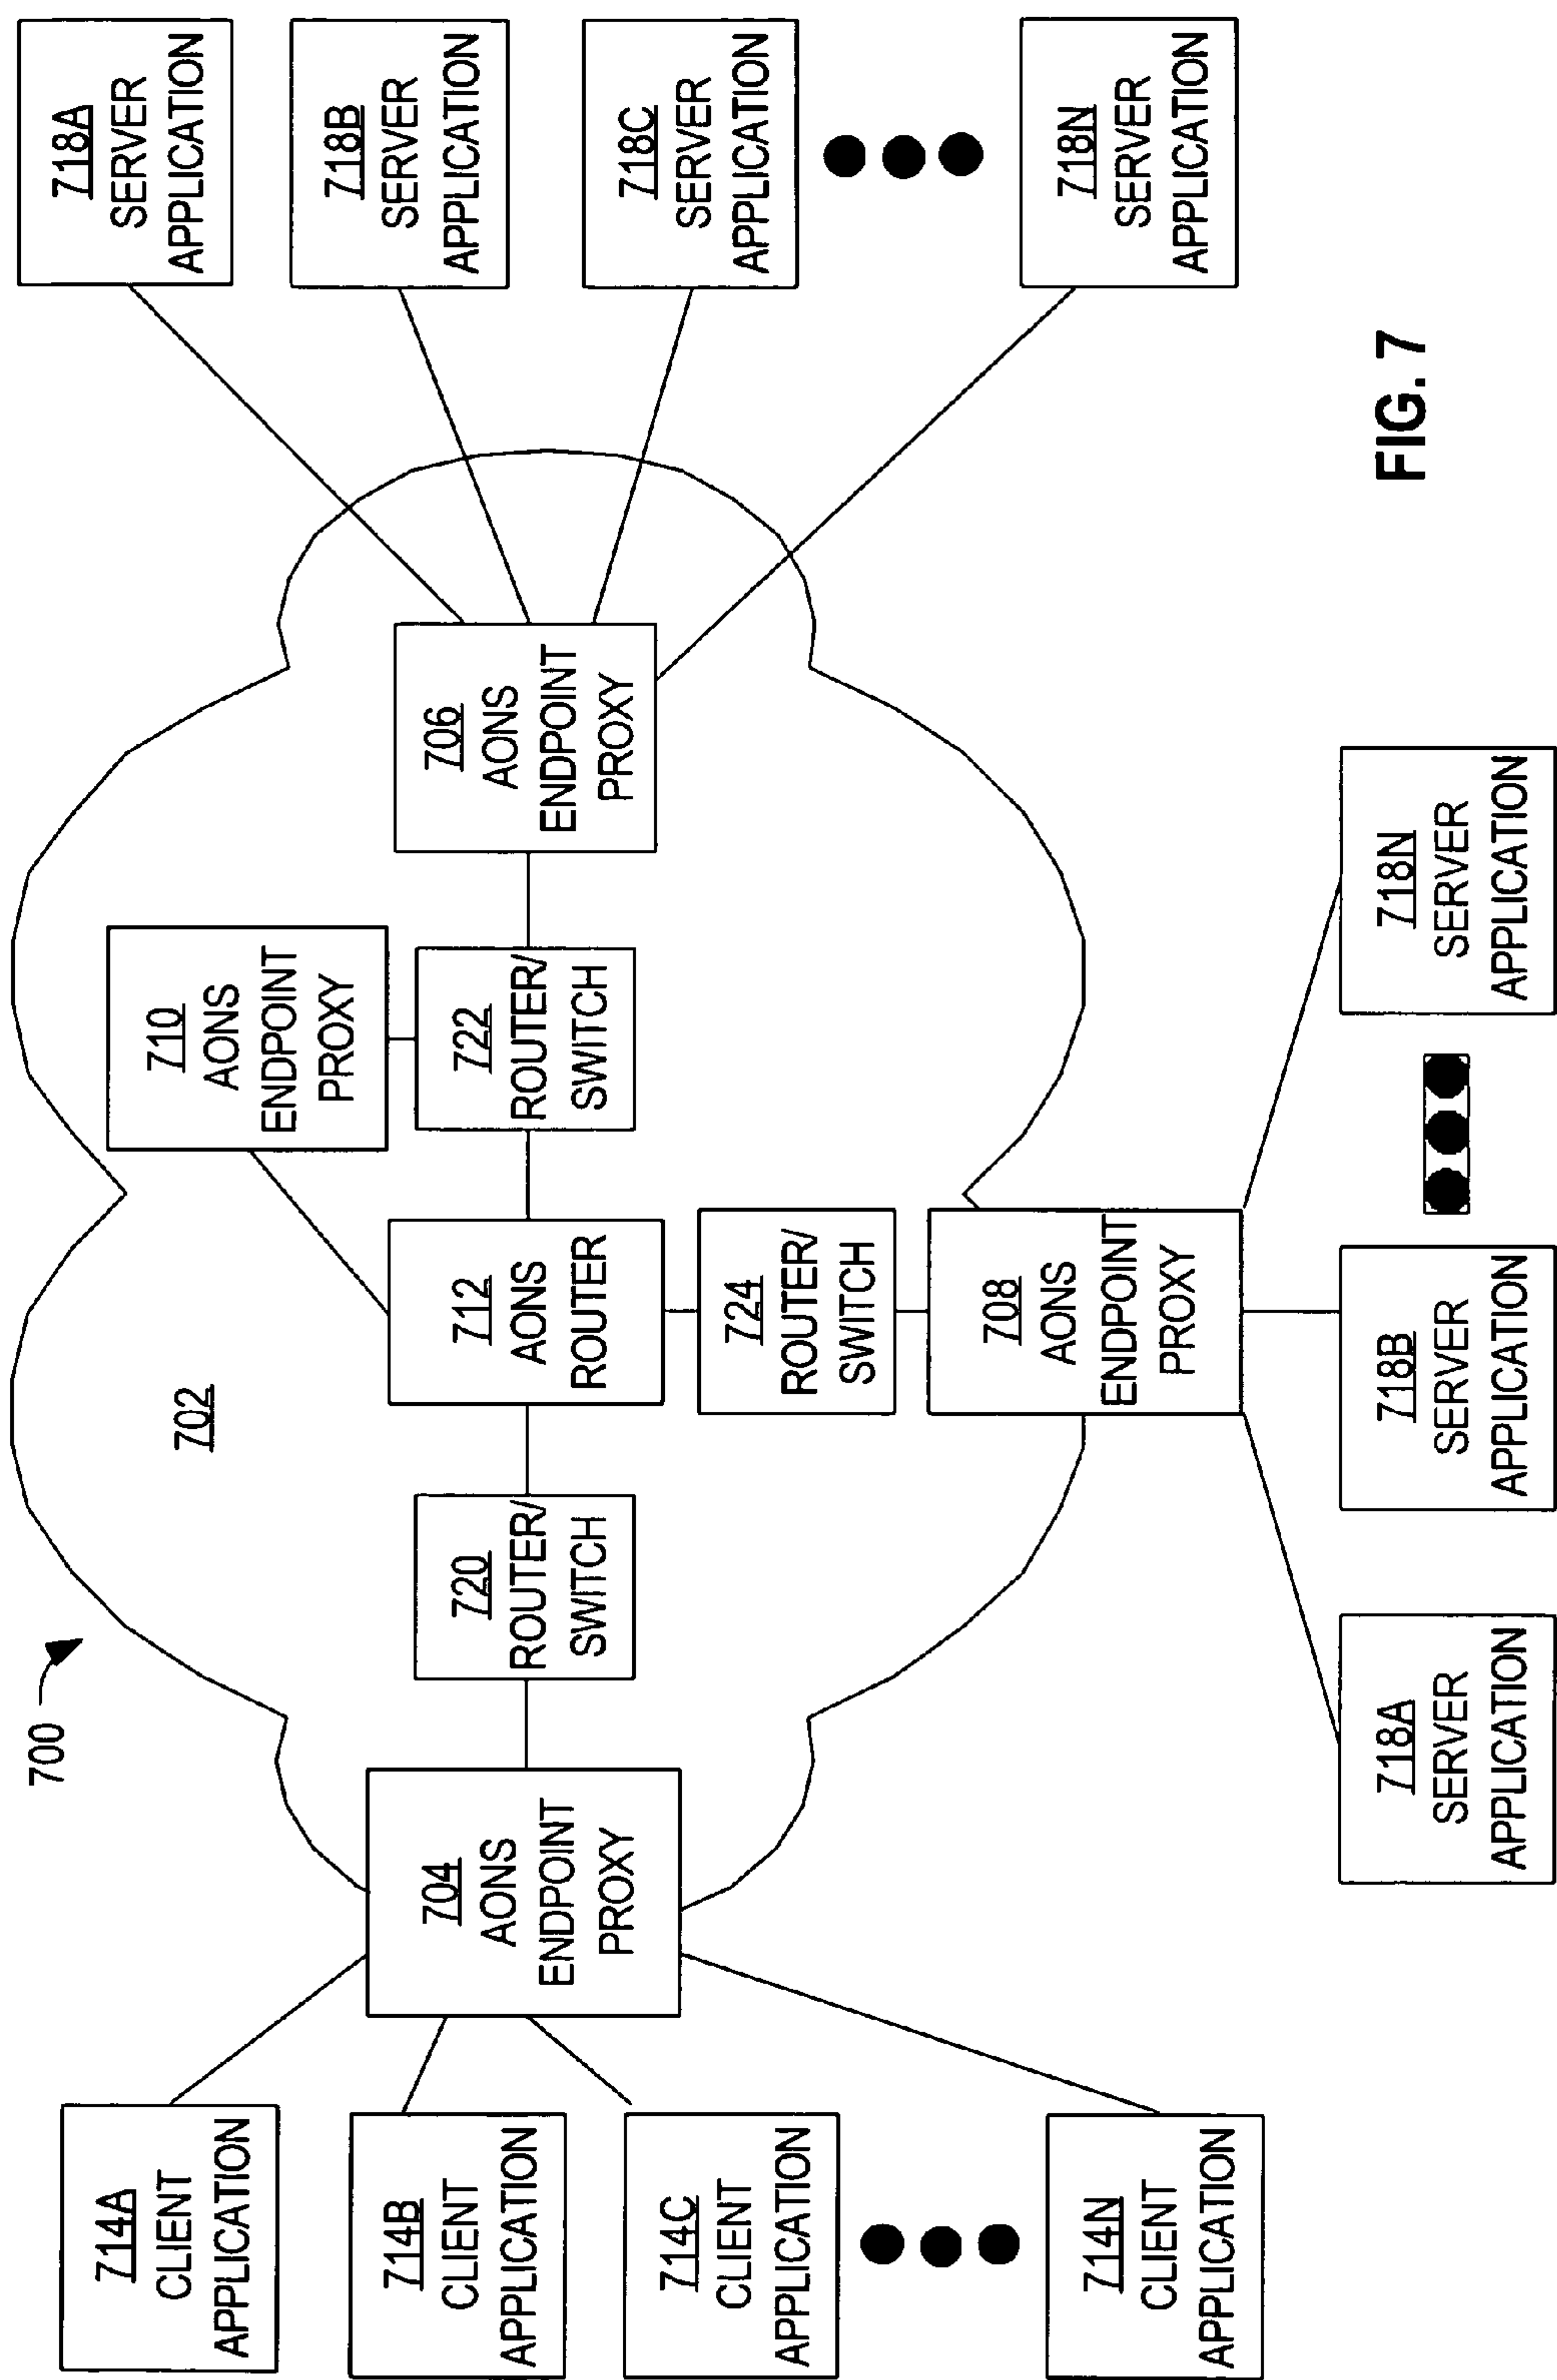 700
702
714A
CLIENT
APPLICATION
714B
CLIENT
APPLICATION
714C
CLIENT
APPLICATION
714N
CLIENT
APPLICATION
704
AONS
ENDPOINT
PROXY
720
ROUTER/
SWITCH
712
AONS
ROUTER
710
AONS
ENDPOINT
PROXY
722
ROUTER/
SWITCH
724
ROUTER/
SWITCH
706
AONS
ENDPOINT
PROXY
708
AONS
ENDPOINT
PROXY
718A
SERVER
APPLICATION
718B
SERVER
APPLICATION
718C
SERVER
APPLICATION
718N
SERVER
APPLICATION
718A
SERVER
APPLICATION
718B
SERVER
APPLICATION
718N
SERVER
APPLICATION
FIG. 7